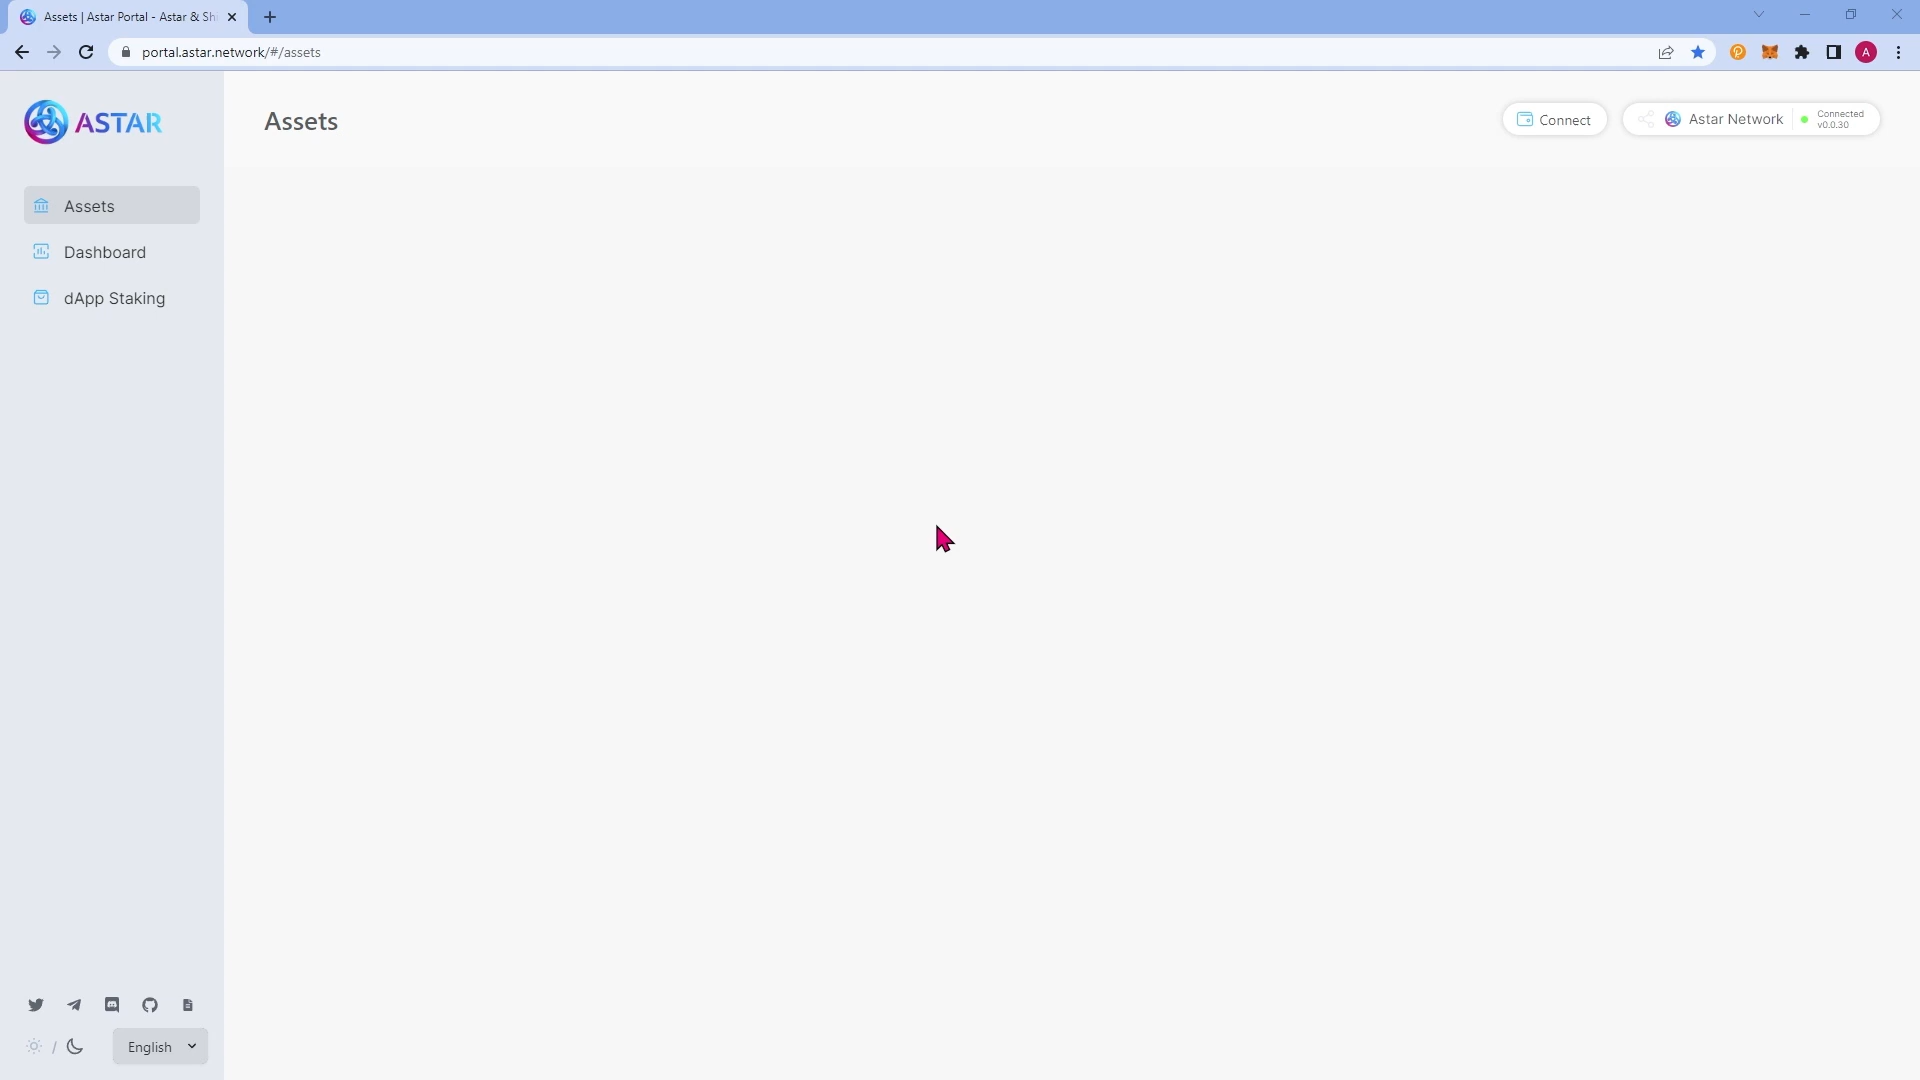 Assets | Astar Portal - Astar & Sh
portal.astar.network/#/assets
A
ASTAR
Assets
Connect
Astar Network
Connected
v0.0.30
Assets
Dashboard
dApp Staking
/
English